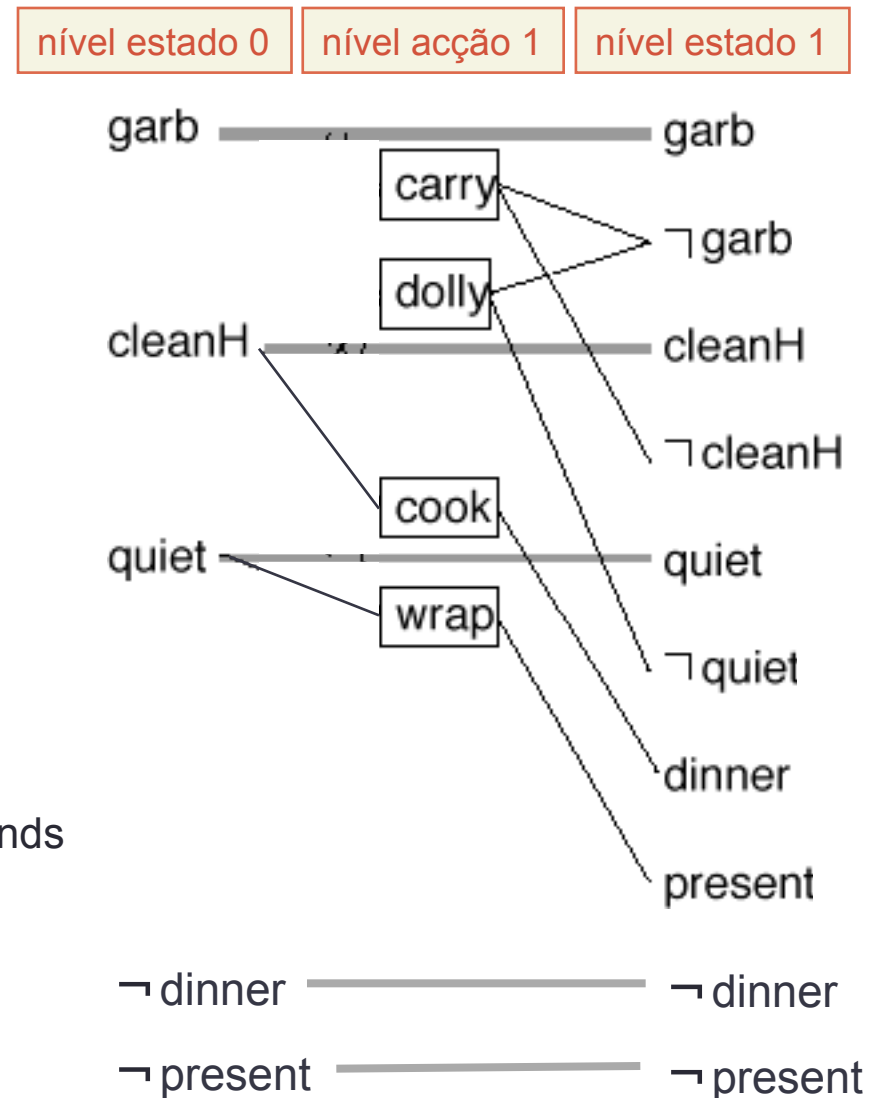 nível estado 0 nível acção 1 nível estado 1
garb garb
carry
¬ garb
dolly
cleanH cleanH
¬ cleanH
cook
quiet quiet
wrap
¬ quiet
dinner
nds
present
¬ dinner ¬ dinner
¬ present ¬ present